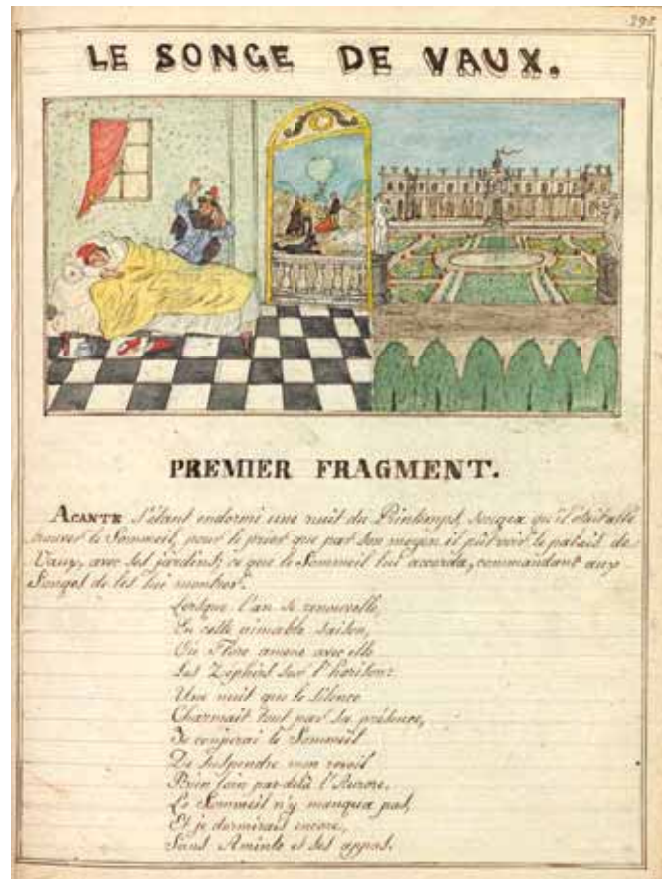 398
LE SONGE DE VAUX.
PREMIER FRAGMENT.
ACANTE s'étant endormi une nuit du Printemps, songea qu'il était allé
trouver le Sommeil, pour le prier que par son moyen il pût voir le palais de
Vaux, avec ses jardins; ce que le Sommeil lui accorda, commandant aux
Songes de les lui montrer.
Lorsque l'an se renouvelle,
En cette aimable saison,
Où Flore amène avec elle
Les Zéphirs sur l'horison:
Une nuit que le silence
Charmait tout par sa présence,
Je conjurai le Sommeil
De suspendre mon réveil
Bien loin par-delà l'Aurore.
Le Sommeil n'y manqua pas,
Et je dormirais encore,
Sans Aminte et ses appas.